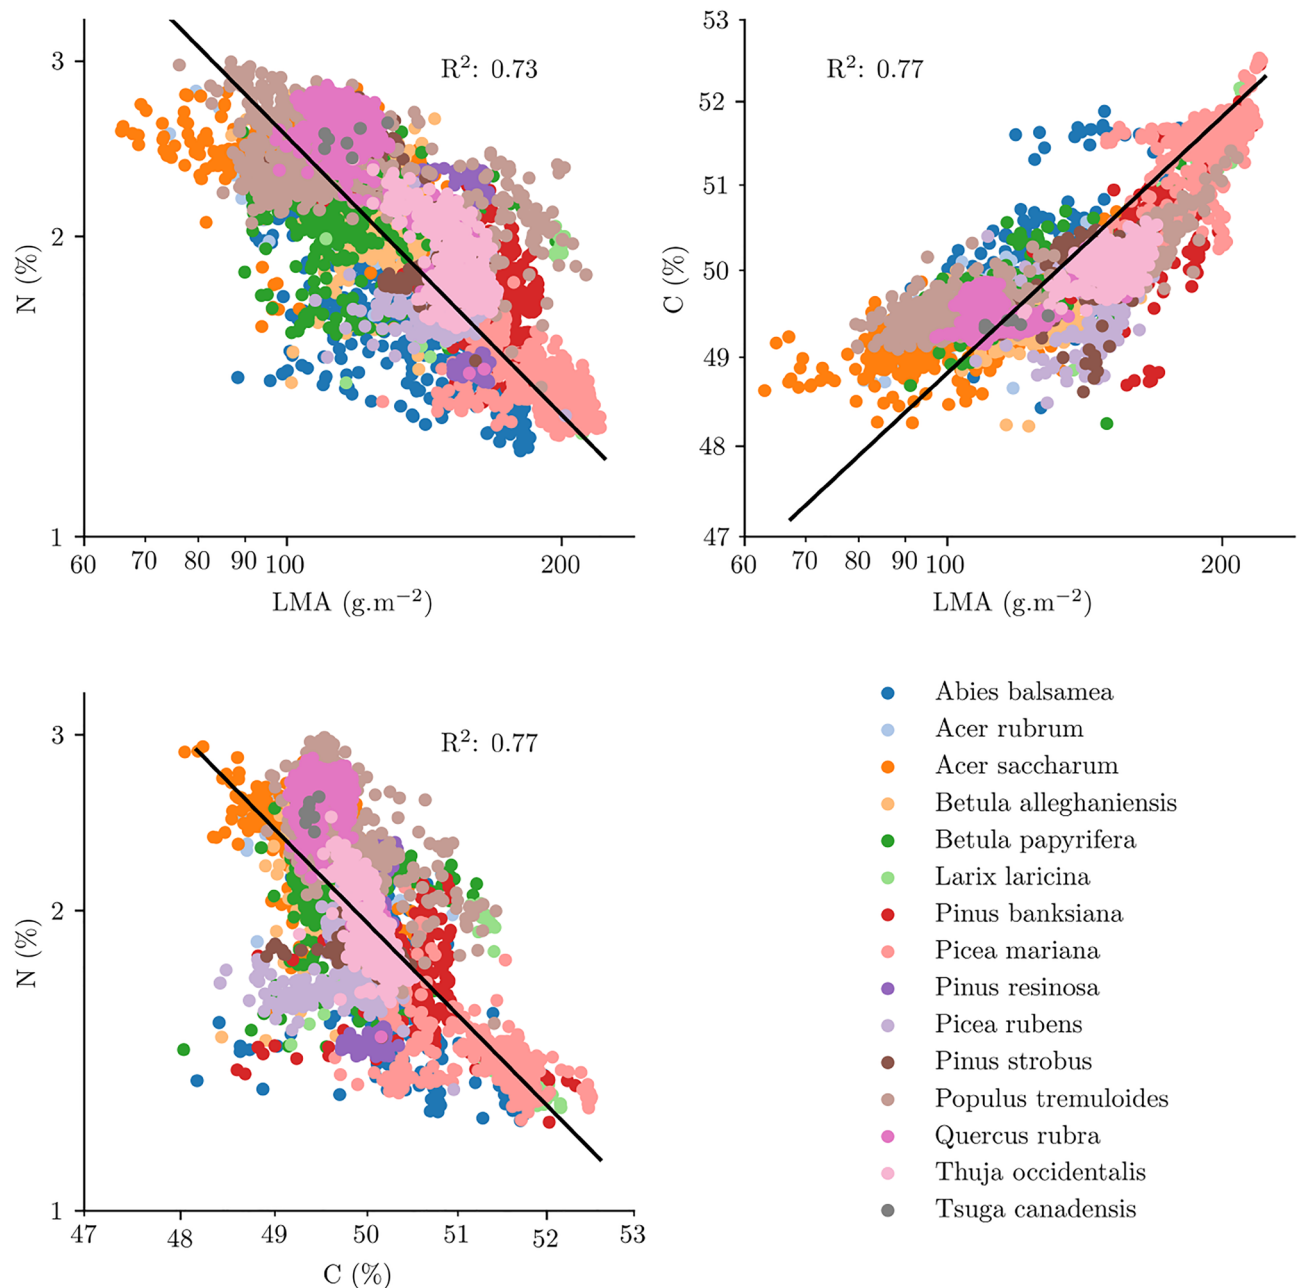 3
2
1
N (%)
R²: 0.73
60 70 80 90 100 200
LMA (g.m⁻²)
53
52
51
50
49
48
47
C (%)
R²: 0.77
60 70 80 90 100 200
LMA (g.m⁻²)
3
2
1
N (%)
R²: 0.77
47 48 49 50 51 52 53
C (%)
Abies balsamea
Acer rubrum
Acer saccharum
Betula alleghaniensis
Betula papyrifera
Larix laricina
Pinus banksiana
Picea mariana
Pinus resinosa
Picea rubens
Pinus strobus
Populus tremuloides
Quercus rubra
Thuja occidentalis
Tsuga canadensis